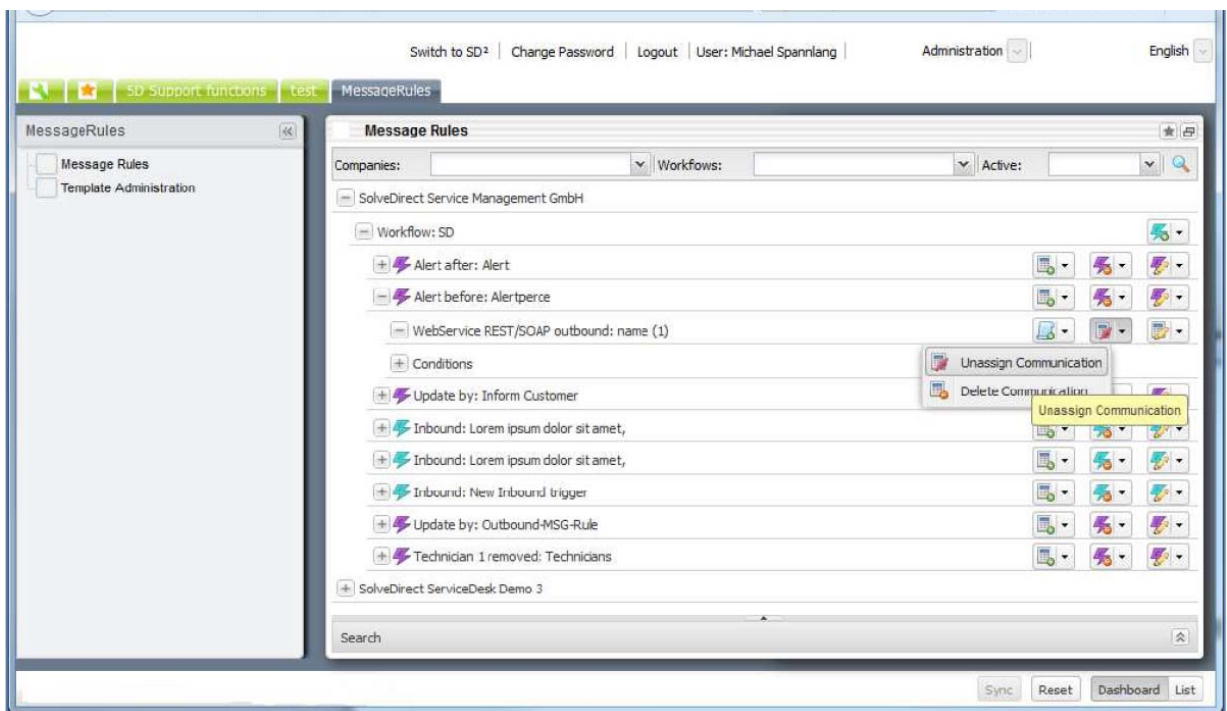 Switch to SD² | Change Password | Logout | User: Michael Spannlang | Administration | English
SD Support functions test MessageRules
MessageRules
Message Rules
Template Administration
Message Rules
Companies: Workflows: Active:
SolveDirect Service Management GmbH
Workflow: SD
Alert after: Alert
Alert before: Alertperce
WebService REST/SOAP outbound: name (1)
Conditions
Unassign Communication
Delete Communication
Unassign Communication
Update by: Inform Customer
Inbound: Lorem ipsum dolor sit amet,
Inbound: Lorem ipsum dolor sit amet,
Inbound: New Inbound trigger
Update by: Outbound-MSG-Rule
Technician 1 removed: Technicians
SolveDirect ServiceDesk Demo 3
Search
Sync Reset Dashboard List